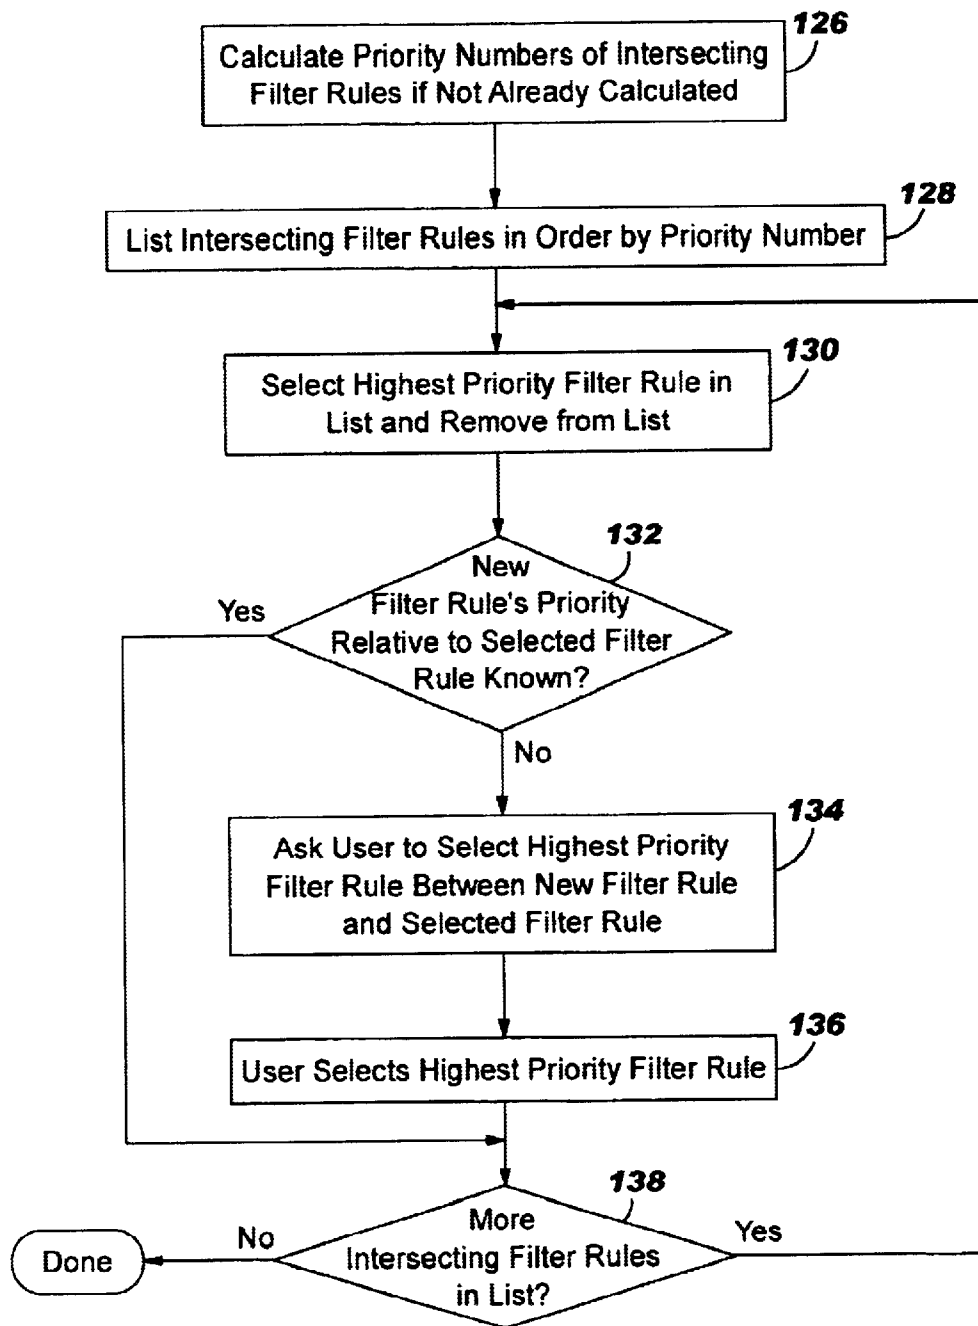 126
Calculate Priority Numbers of Intersecting
Filter Rules if Not Already Calculated
128
List Intersecting Filter Rules in Order by Priority Number
130
Select Highest Priority Filter Rule in
List and Remove from List
132
New
Filter Rule's Priority
Relative to Selected Filter
Rule Known?
Yes
No
134
Ask User to Select Highest Priority
Filter Rule Between New Filter Rule
and Selected Filter Rule
136
User Selects Highest Priority Filter Rule
138
More
Intersecting Filter Rules
in List?
No
Yes
Done